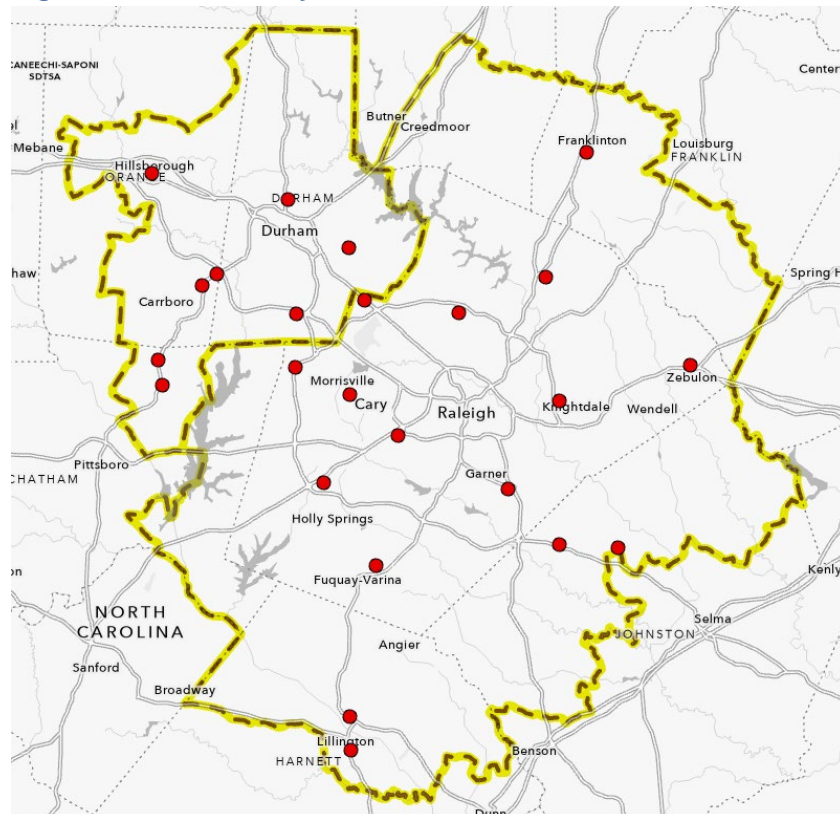 CANEECHI-SAPONI
SDTSA
Center
Butner
Creedmoor
Mebane
Hillsborough
ORANGE
Franklinton
Louisburg
FRANKLIN
DURHAM
Durham
Spring H
haw
Carrboro
Morrisville
Cary
Raleigh
Knightdale
Wendell
Zebulon
Pittsboro
CHATHAM
Garner
Holly Springs
Fuquay-Varina
Kenly
NORTH
CAROLINA
Angier
JOHNSTON
Selma
Sanford
Broadway
Lillington
HARNETT
Benson
Dunn